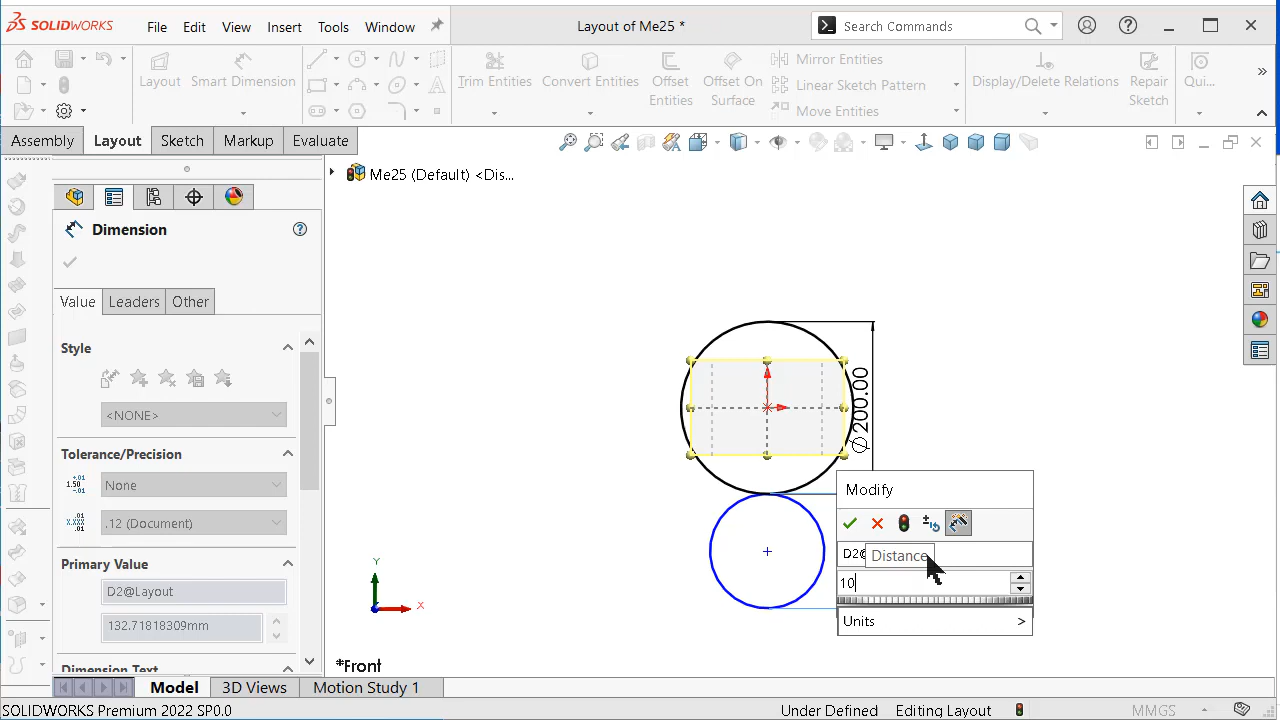 SOLIDWORKS
File Edit View Insert Tools Window
Layout of Me25 *
Search Commands
Layout
Smart Dimension
Trim Entities
Convert Entities
Offset Entities
Offset On Surface
Mirror Entities
Linear Sketch Pattern
Move Entities
Display/Delete Relations
Repair Sketch
Qui...
Assembly Layout Sketch Markup Evaluate
Me25 (Default) <Dis...
Dimension
Value Leaders Other
Style
<NONE>
Tolerance/Precision
None
.12 (Document)
Primary Value
D2@Layout
132.71818309mm
Dimension Text
∅200.00
Modify
D2@
Distance
10
Units >
Y
X
*Front
Model 3D Views Motion Study 1
SOLIDWORKS Premium 2022 SP0.0
Under Defined
Editing Layout
MMGS